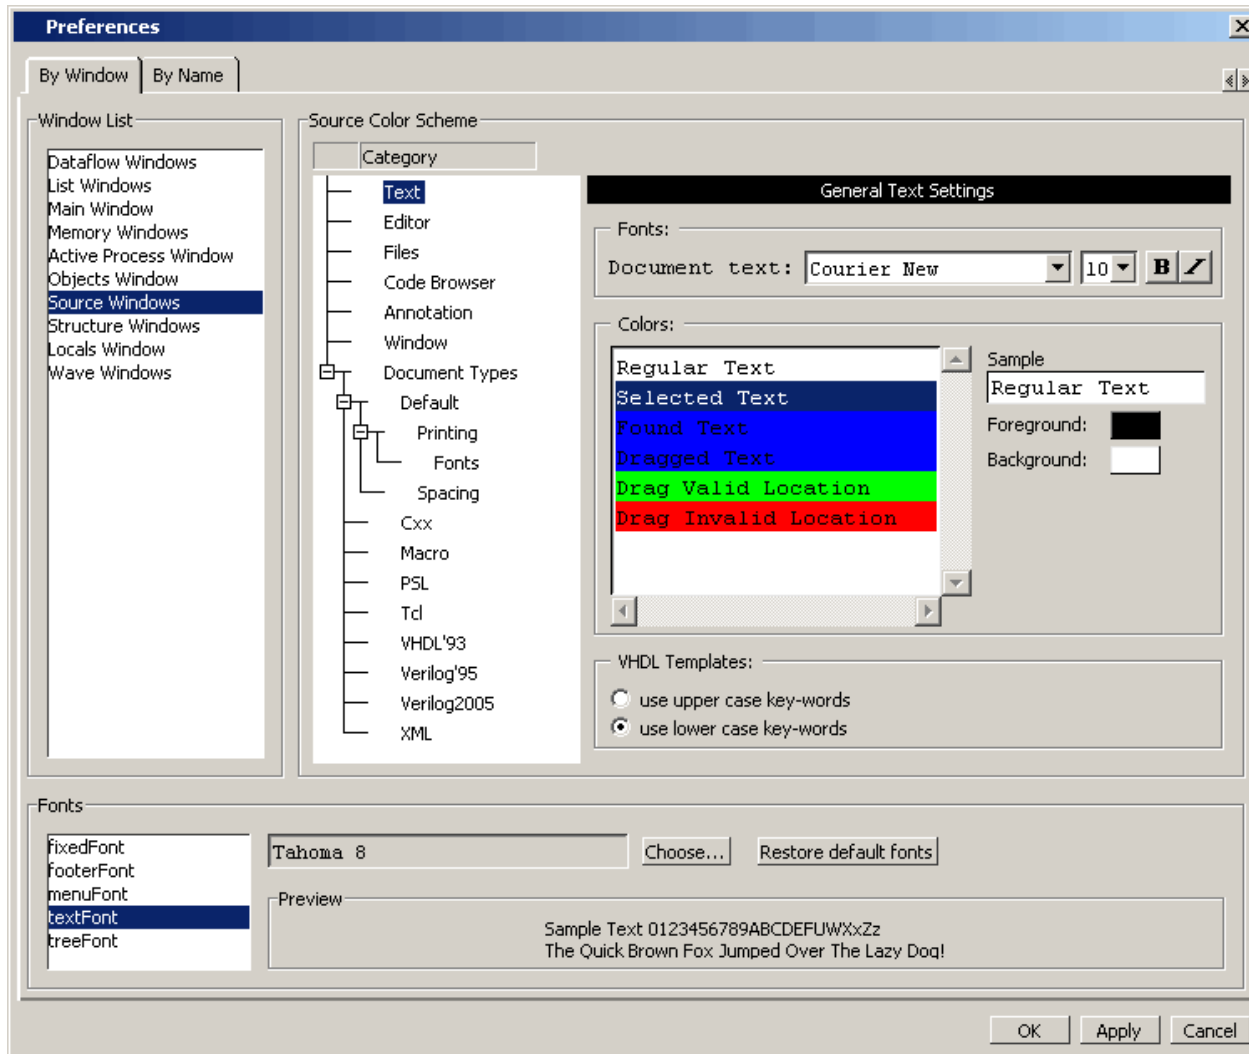 Preferences
By Window
By Name
Window List
Dataflow Windows
List Windows
Main Window
Memory Windows
Active Process Window
Objects Window
Source Windows
Structure Windows
Locals Window
Wave Windows
Source Color Scheme
Category
Text
Editor
Files
Code Browser
Annotation
Window
Document Types
Default
Printing
Fonts
Spacing
Cxx
Macro
PSL
Tcl
VHDL'93
Verilog'95
Verilog2005
XML
General Text Settings
Fonts:
Document text: Courier New 10 B I
Colors:
Regular Text
Selected Text
Found Text
Dragged Text
Drag Valid Location
Drag Invalid Location
Sample
Regular Text
Foreground:
Background:
VHDL Templates:
use upper case key-words
use lower case key-words
Fonts
fixedFont
footerFont
menuFont
textFont
treeFont
Tahoma 8
Choose...
Restore default fonts
Preview
Sample Text 0123456789ABCDEFUWXxZz
The Quick Brown Fox Jumped Over The Lazy Dog!
OK
Apply
Cancel